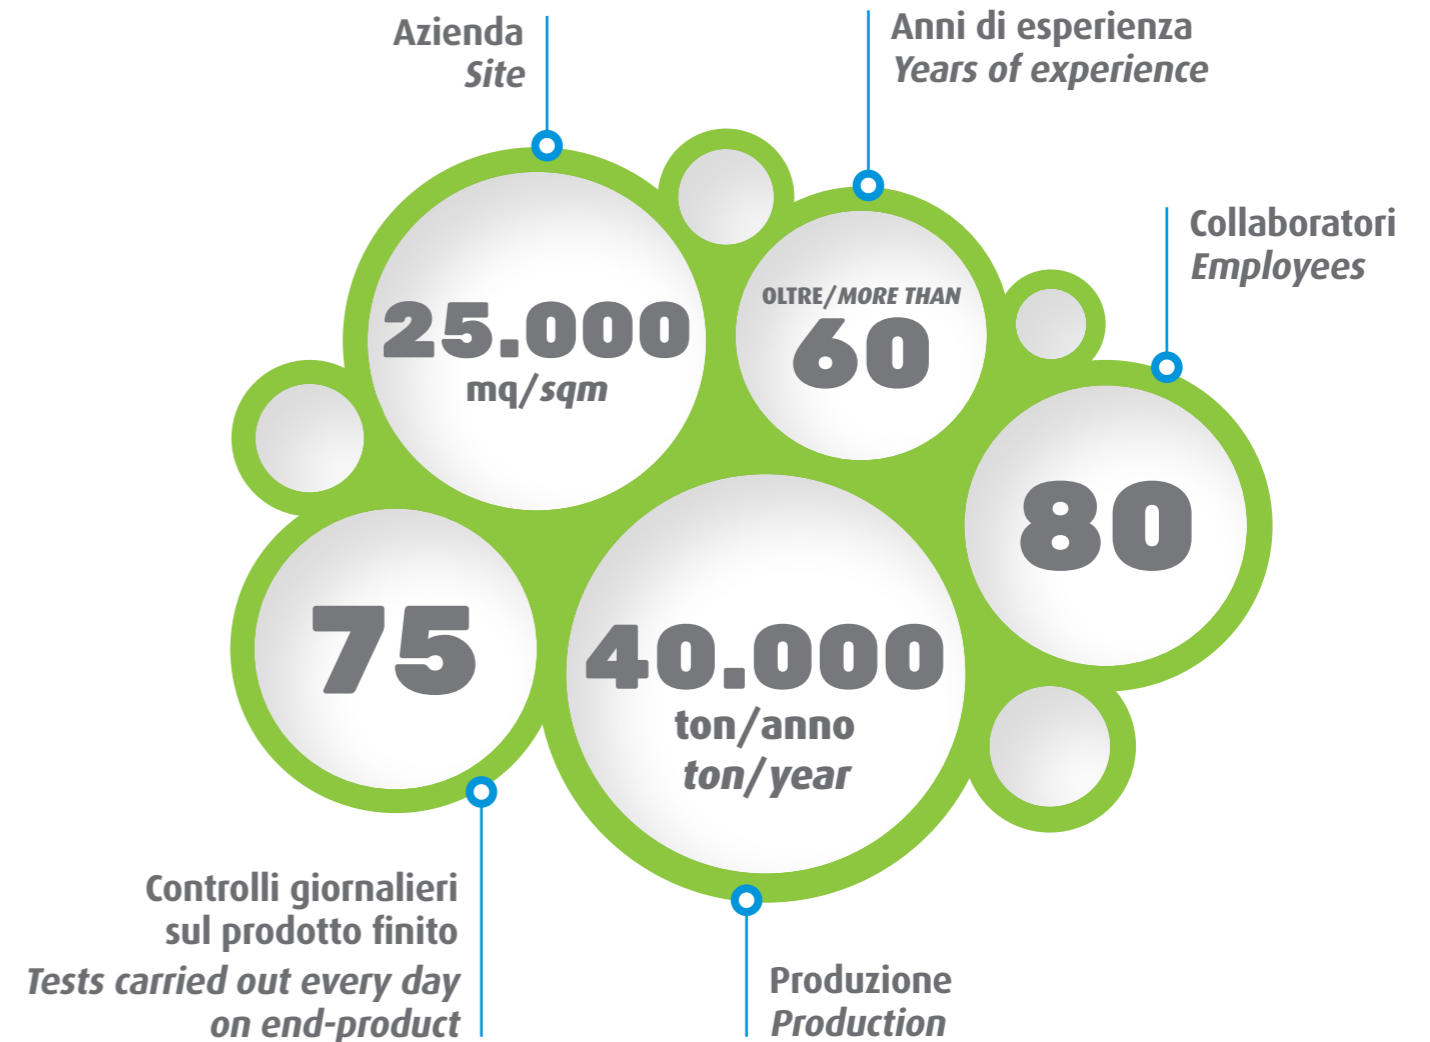 Azienda
Site
Anni di esperienza
Years of experience
Collaboratori
Employees
25.000
mq/sqm
OLTRE/MORE THAN
60
80
75
40.000
ton/anno
ton/year
Controlli giornalieri
sul prodotto finito
Tests carried out every day
on end-product
Produzione
Production